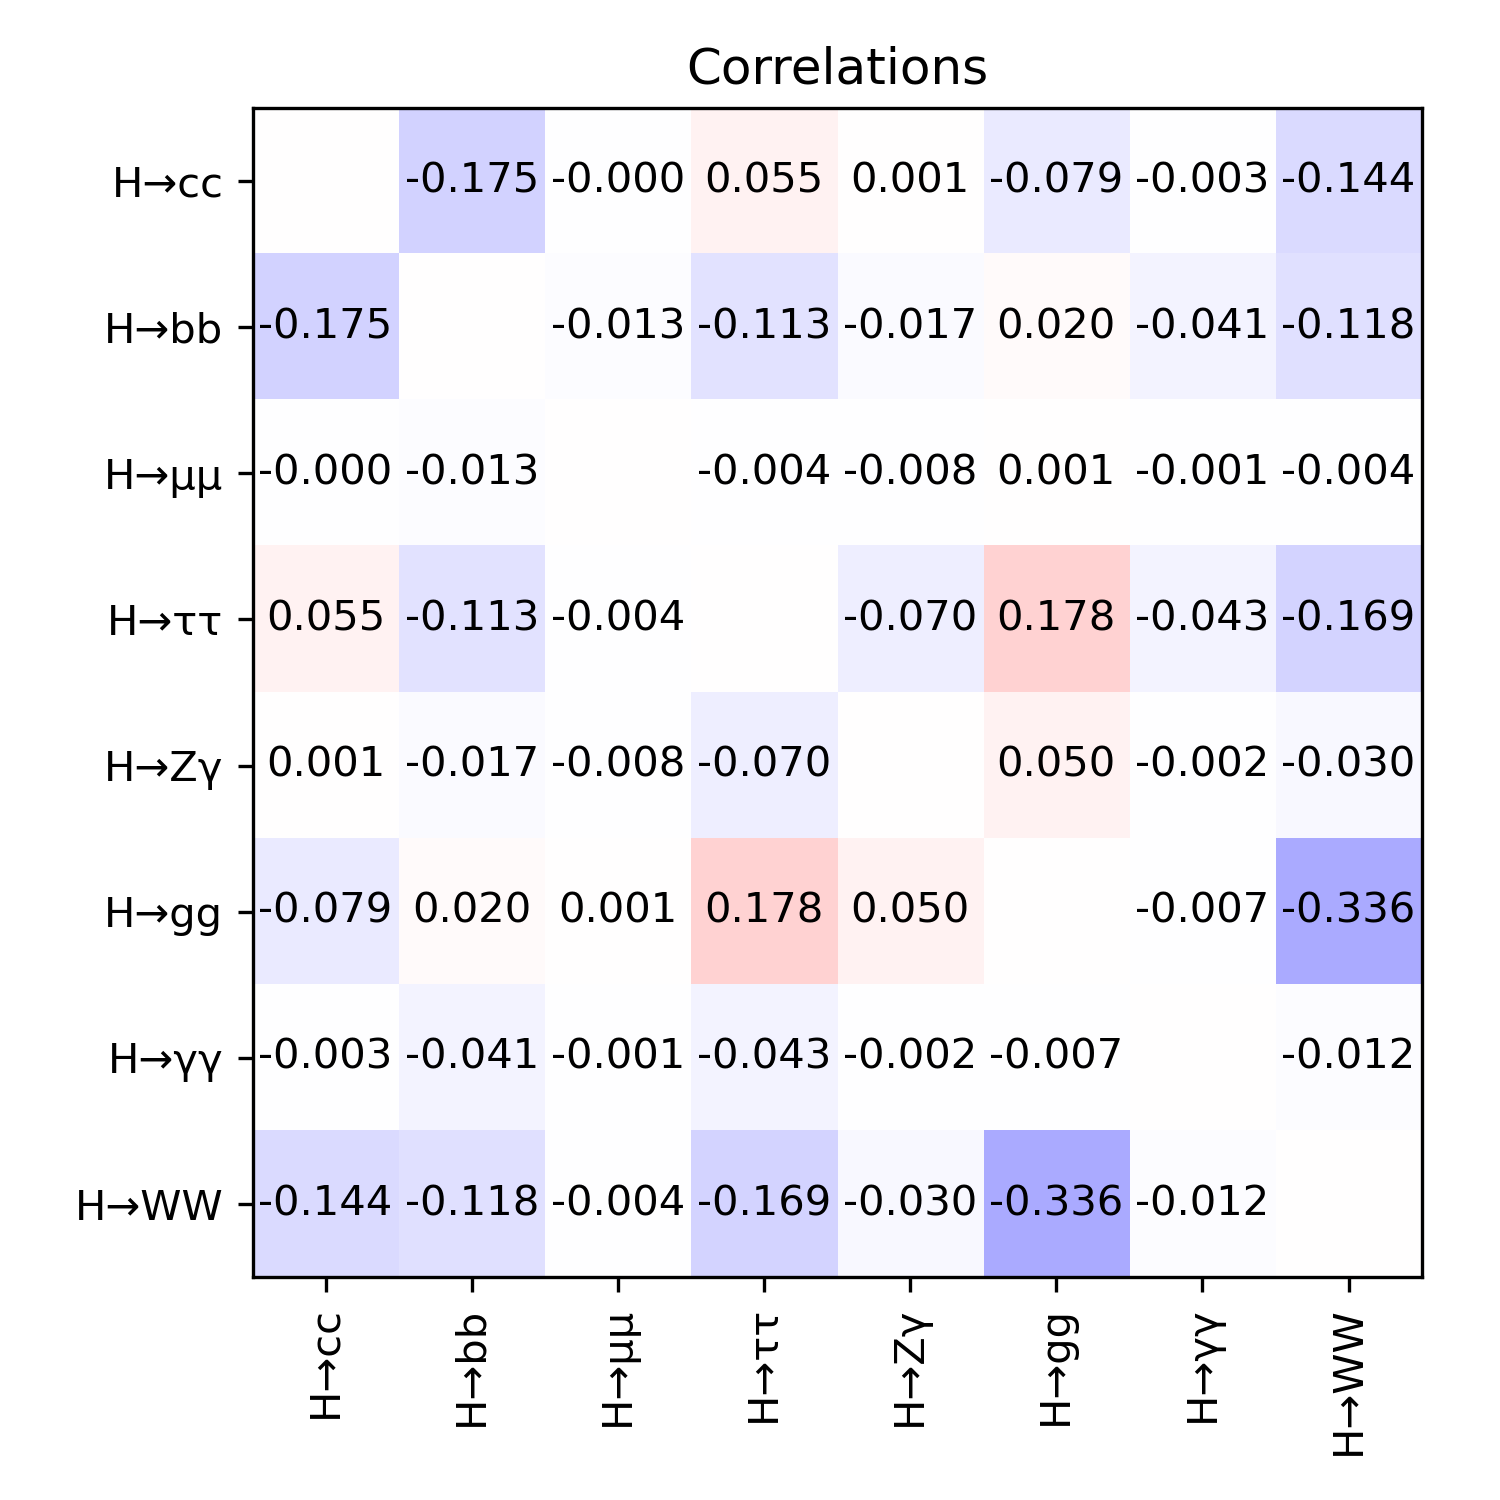 Correlations
H→cc -0.175 -0.000 0.055 0.001 -0.079 -0.003 -0.144
H→bb -0.175 -0.013 -0.113 -0.017 0.020 -0.041 -0.118
H→μμ -0.000 -0.013 -0.004 -0.008 0.001 -0.001 -0.004
H→ττ 0.055 -0.113 -0.004 -0.070 0.178 -0.043 -0.169
H→Zγ 0.001 -0.017 -0.008 -0.070 0.050 -0.002 -0.030
H→gg -0.079 0.020 0.001 0.178 0.050 -0.007 -0.336
H→γγ -0.003 -0.041 -0.001 -0.043 -0.002 -0.007 -0.012
H→WW -0.144 -0.118 -0.004 -0.169 -0.030 -0.336 -0.012
H→cc H→bb H→μμ H→ττ H→Zγ H→gg H→γγ H→WW